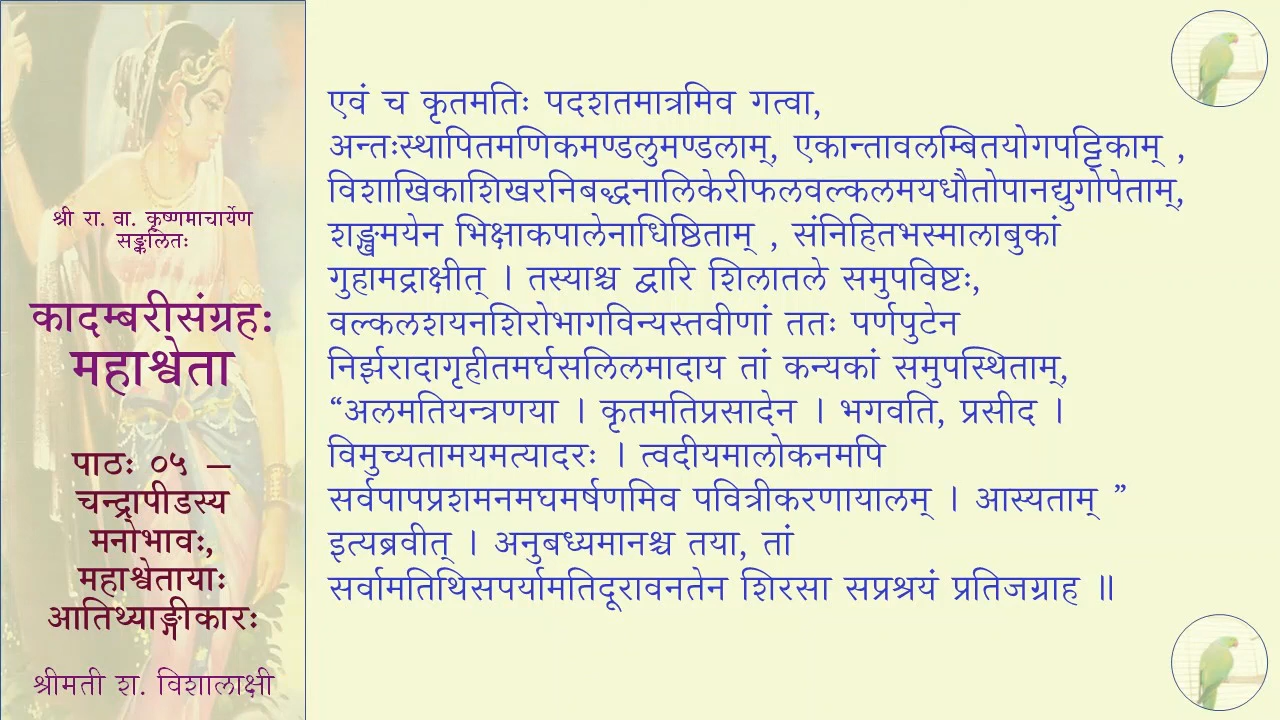 श्री रा. वा. कृष्णमाचार्येण
सङ्कलितः
कादम्बरीसंग्रहः
महाश्वेता
पाठः ०५ –
चन्द्रापीडस्य
मनोभावः,
महाश्वेतायाः
आतिथ्याङ्गीकारः
श्रीमती श. विशालाक्षी
एवं च कृतमतिः पदशतमात्रमिव गत्वा,
अन्तःस्थापितमणिकमण्डलुमण्डलाम्, एकान्तावलम्बितयोगपट्टिकाम् ,
विशाखिकाशिखरनिबद्धनालिकेरीफलवल्कलमयधौतोपानद्युगोपेताम्,
शङ्खमयेन भिक्षाकपालेनाधिष्ठिताम् , संनिहितभस्मालाबुकां
गुहामद्राक्षीत् । तस्याश्च द्वारि शिलातले समुपविष्टः,
वल्कलशयनशिरोभागविन्यस्तवीणां ततः पर्णपुटेन
निर्झरादागृहीतमर्घसलिलमादाय तां कन्यकां समुपस्थिताम्,
“अलमतियन्त्रणया । कृतमतिप्रसादेन । भगवति, प्रसीद ।
विमुच्यतामयमत्यादरः । त्वदीयमालोकनमपि
सर्वपापप्रशमनमघमर्षणमिव पवित्रीकरणायालम् । आस्यताम् ”
इत्यब्रवीत् । अनुबध्यमानश्च तया, तां
सर्वामतिथिसपर्यामतिदूरावनतेन शिरसा सप्रश्रयं प्रतिजग्राह ॥